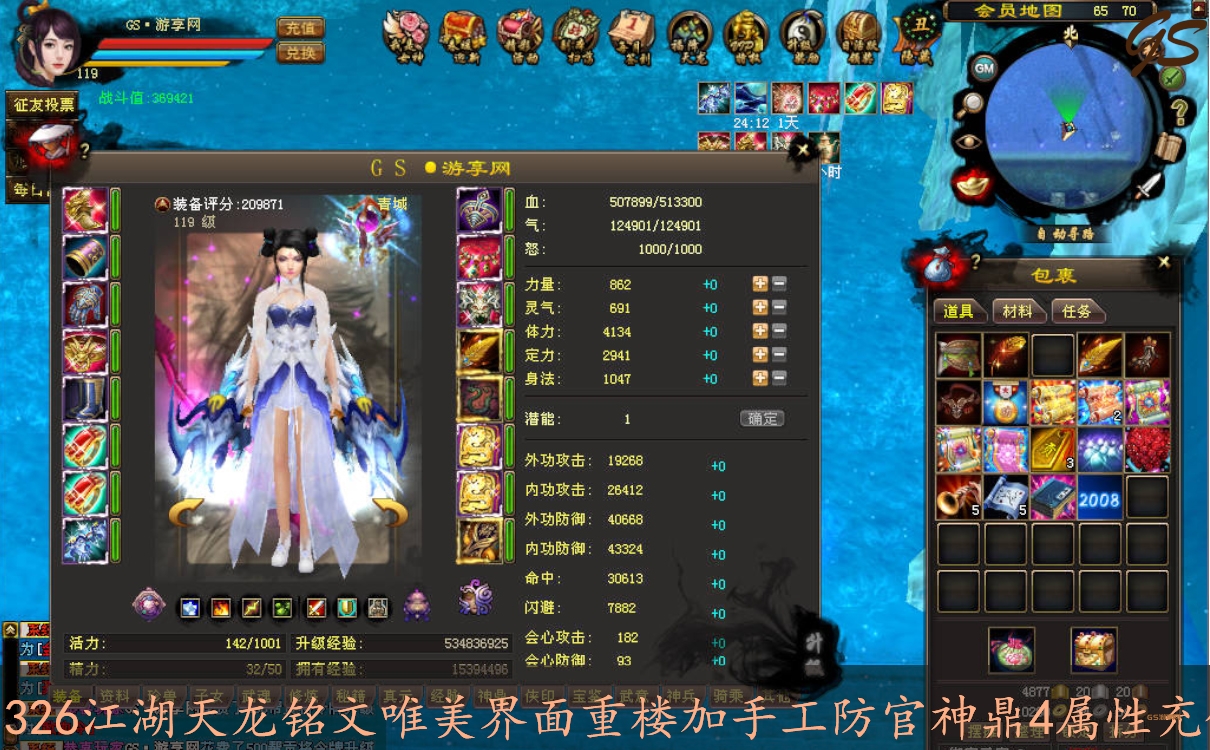 GS·游享网
充值
兑换
119
战斗值:369421
征友投票
会员地图 65 70
北
GM
GS
24:12 1天
自动寻路
GS ●游享网
装备评分:209871
119 级
青城
血: 507899/513300
气: 124901/124901
怒: 1000/1000
力量: 862 +0
灵气: 691 +0
体力: 4134 +0
定力: 2941 +0
身法: 1047 +0
潜能: 1 确定
外功攻击: 19268 +0
内功攻击: 26412 +0
外功防御: 40668 +0
内功防御: 43324 +0
命中: 30613 +0
闪避: 7882 +0
会心攻击: 182 +0
会心防御: 93 +0
升级
活力: 142/1001 升级经验: 534836925
精力: 32/50 拥有经验: 15394496
包裹
道具 材料 任务
2
3
5 5 2008
4877 20 20
326江湖天龙铭文唯美界面重楼加手工防官神鼎4属性充